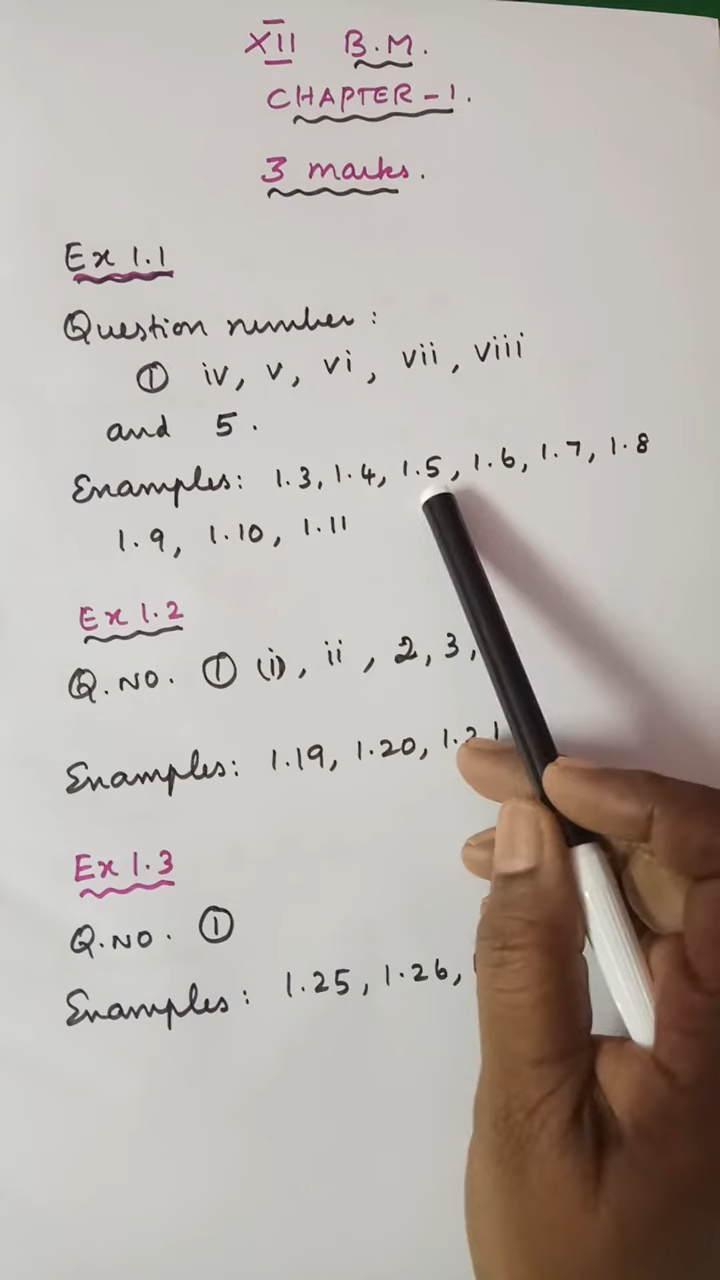 XII B.M.
CHAPTER-1.
3 marks.
Ex 1.1
Question number:
① iv, v, vi, vii, viii
and 5.
Examples: 1.3, 1.4, 1.5, 1.6, 1.7, 1.8
1.9, 1.10, 1.11
Ex 1.2
Q.NO. ① (i), ii, 2, 3,
Examples: 1.19, 1.20, 1.21
Ex 1.3
Q.NO. ①
Examples: 1.25, 1.26,